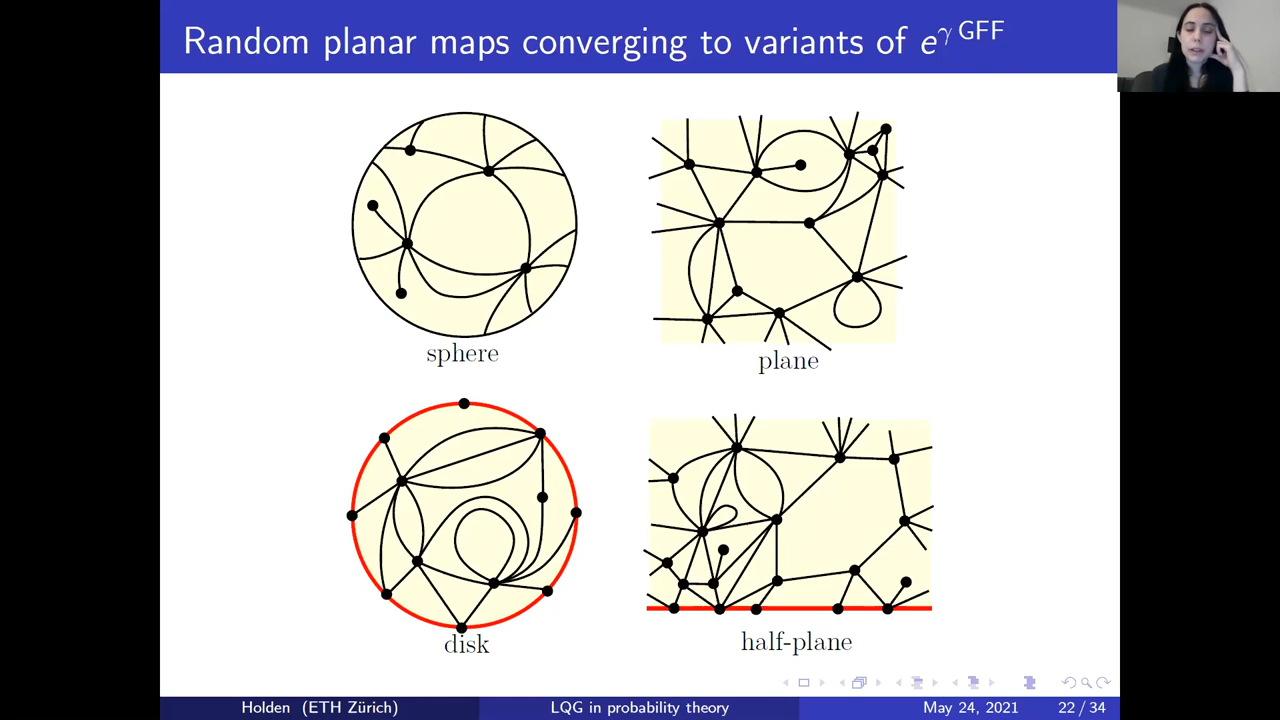 Random planar maps converging to variants of e^{γ GFF}
sphere
plane
disk
half-plane
Holden (ETH Zürich)
LQG in probability theory
May 24, 2021
22 / 34